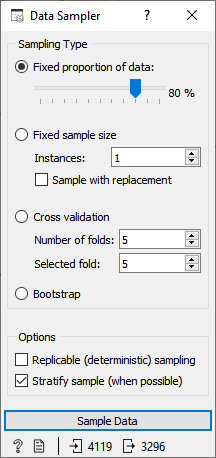 Data Sampler
Sampling Type
Fixed proportion of data:
80 %
Fixed sample size
Instances: 1
Sample with replacement
Cross validation
Number of folds: 5
Selected fold: 5
Bootstrap
Options
Replicable (deterministic) sampling
Stratify sample (when possible)
Sample Data
? 4119 3296